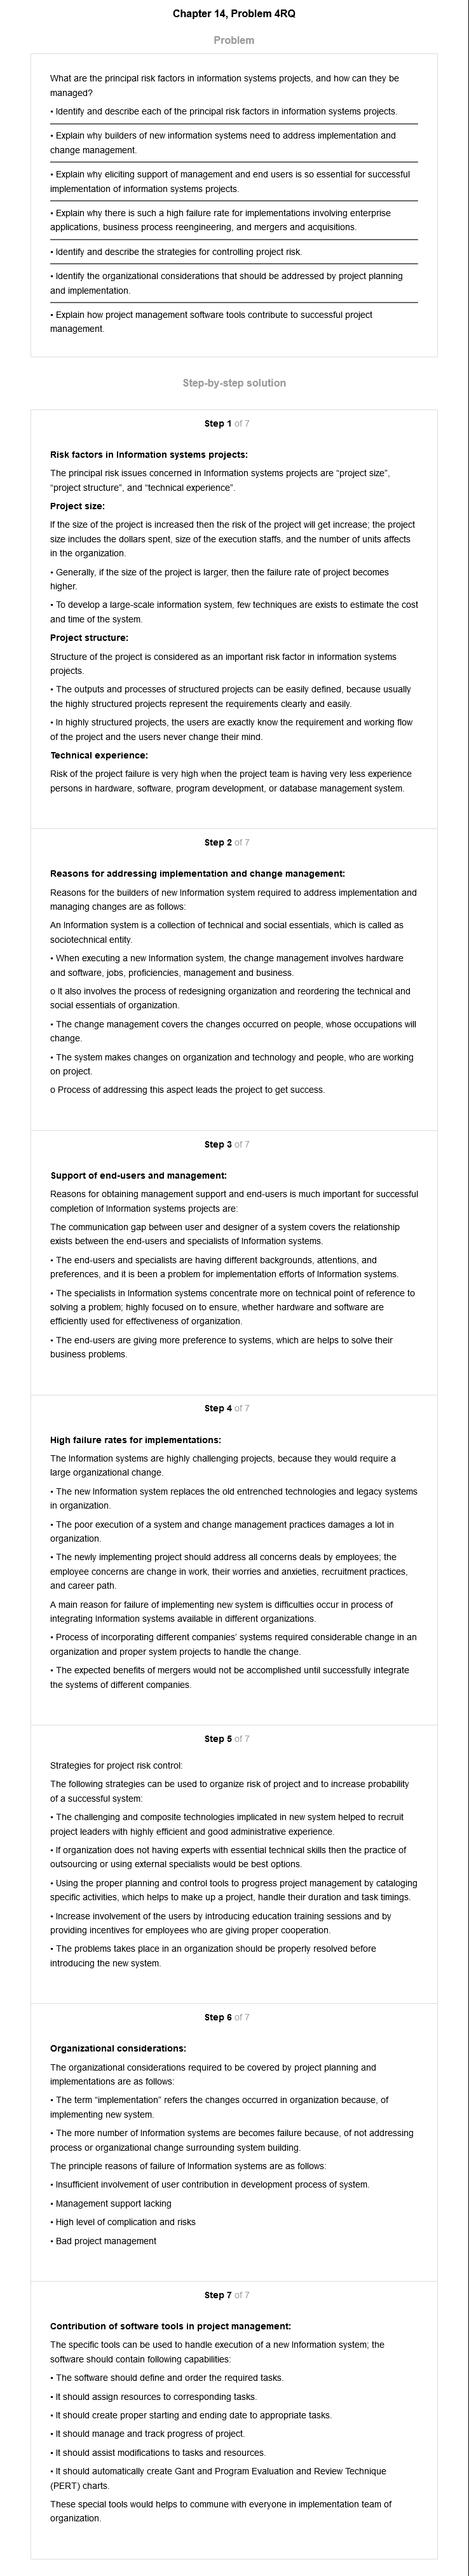 Chapter 14, Problem 4RQ
Problem
What are the principal risk factors in information systems projects, and how can they be
managed?
• Identify and describe each of the principal risk factors in information systems projects.
• Explain why builders of new information systems need to address implementation and
change management.
• Explain why eliciting support of management and end users is so essential for successful
implementation of information systems projects.
• Explain why there is such a high failure rate for implementations involving enterprise
applications, business process reengineering, and mergers and acquisitions.
• Identify and describe the strategies for controlling project risk.
• Identify the organizational considerations that should be addressed by project planning
and implementation.
• Explain how project management software tools contribute to successful project
management.
Step-by-step solution
Step 1 of 7
Risk factors in Information systems projects:
The principal risk issues concerned in Information systems projects are “project size”,
“project structure”, and “technical experience”.
Project size:
If the size of the project is increased then the risk of the project will get increase; the project
size includes the dollars spent, size of the execution staffs, and the number of units affects
in the organization.
• Generally, if the size of the project is larger, then the failure rate of project becomes
higher.
• To develop a large-scale information system, few techniques are exists to estimate the cost
and time of the system.
Project structure:
Structure of the project is considered as an important risk factor in information systems
projects.
• The outputs and processes of structured projects can be easily defined, because usually
the highly structured projects represent the requirements clearly and easily.
• In highly structured projects, the users are exactly know the requirement and working flow
of the project and the users never change their mind.
Technical experience:
Risk of the project failure is very high when the project team is having very less experience
persons in hardware, software, program development, or database management system.
Step 2 of 7
Reasons for addressing implementation and change management:
Reasons for the builders of new Information system required to address implementation and
managing changes are as follows:
An Information system is a collection of technical and social essentials, which is called as
sociotechnical entity.
• When executing a new Information system, the change management involves hardware
and software, jobs, proficiencies, management and business.
o It also involves the process of redesigning organization and reordering the technical and
social essentials of organization.
• The change management covers the changes occurred on people, whose occupations will
change.
• The system makes changes on organization and technology and people, who are working
on project.
o Process of addressing this aspect leads the project to get success.
Step 3 of 7
Support of end-users and management:
Reasons for obtaining management support and end-users is much important for successful
completion of Information systems projects are:
The communication gap between user and designer of a system covers the relationship
exists between the end-users and specialists of Information systems.
• The end-users and specialists are having different backgrounds, attentions, and
preferences, and it is been a problem for implementation efforts of Information systems.
• The specialists in Information systems concentrate more on technical point of reference to
solving a problem; highly focused on to ensure, whether hardware and software are
efficiently used for effectiveness of organization.
• The end-users are giving more preference to systems, which are helps to solve their
business problems.
Step 4 of 7
High failure rates for implementations:
The Information systems are highly challenging projects, because they would require a
large organizational change.
• The new Information system replaces the old entrenched technologies and legacy systems
in organization.
• The poor execution of a system and change management practices damages a lot in
organization.
• The newly implementing project should address all concerns deals by employees; the
employee concerns are change in work, their worries and anxieties, recruitment practices,
and career path.
A main reason for failure of implementing new system is difficulties occur in process of
integrating Information systems available in different organizations.
• Process of incorporating different companies’ systems required considerable change in an
organization and proper system projects to handle the change.
• The expected benefits of mergers would not be accomplished until successfully integrate
the systems of different companies.
Step 5 of 7
Strategies for project risk control:
The following strategies can be used to organize risk of project and to increase probability
of a successful system:
• The challenging and composite technologies implicated in new system helped to recruit
project leaders with highly efficient and good administrative experience.
• If organization does not having experts with essential technical skills then the practice of
outsourcing or using external specialists would be best options.
• Using the proper planning and control tools to progress project management by cataloging
specific activities, which helps to make up a project, handle their duration and task timings.
• Increase involvement of the users by introducing education training sessions and by
providing incentives for employees who are giving proper cooperation.
• The problems takes place in an organization should be properly resolved before
introducing the new system.
Step 6 of 7
Organizational considerations:
The organizational considerations required to be covered by project planning and
implementations are as follows:
• The term “implementation” refers the changes occurred in organization because, of
implementing new system.
• The more number of Information systems are becomes failure because, of not addressing
process or organizational change surrounding system building.
The principle reasons of failure of Information systems are as follows:
• Insufficient involvement of user contribution in development process of system.
• Management support lacking
• High level of complication and risks
• Bad project management
Step 7 of 7
Contribution of software tools in project management:
The specific tools can be used to handle execution of a new Information system; the
software should contain following capabilities:
• The software should define and order the required tasks.
• It should assign resources to corresponding tasks.
• It should create proper starting and ending date to appropriate tasks.
• It should manage and track progress of project.
• It should assist modifications to tasks and resources.
• It should automatically create Gant and Program Evaluation and Review Technique
(PERT) charts.
These special tools would helps to commune with everyone in implementation team of
organization.